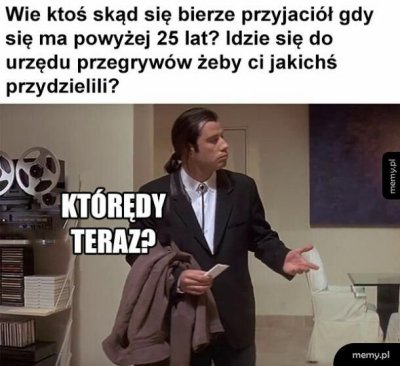 Wie ktoś skąd się bierze przyjaciół gdy
się ma powyżej 25 lat? Idzie się do
urzędu przegrywów żeby ci jakichś
przydzielili?
KTÓRĘDY
TERAZ?
memy.pl
memy.pl